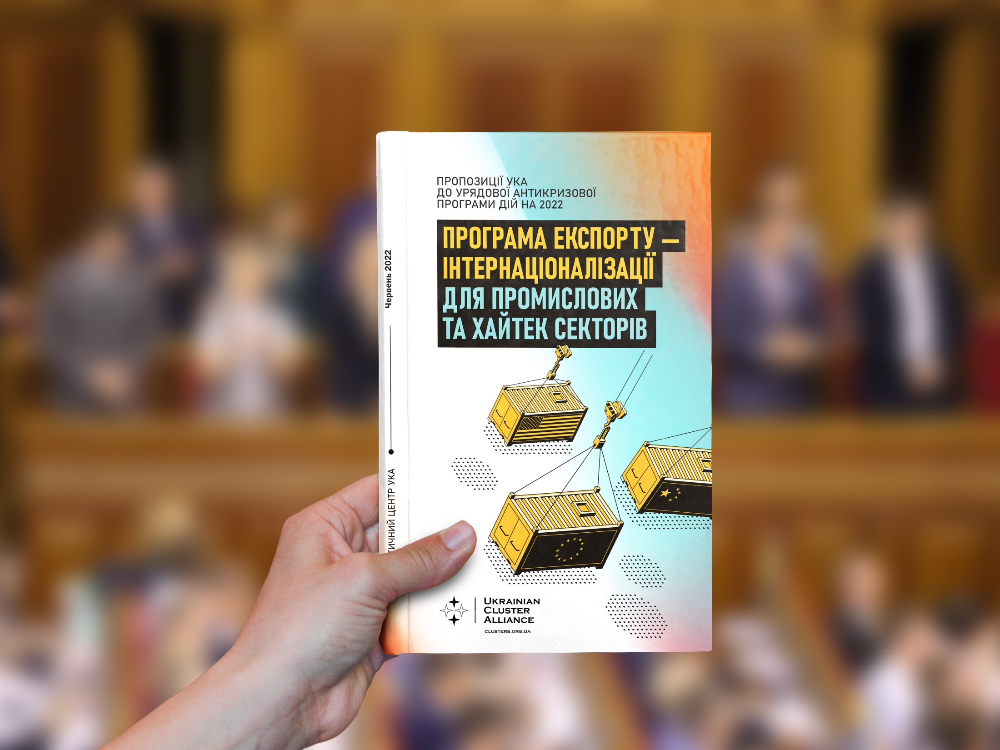 ПРОПОЗИЦІЇ УКА
ДО УРЯДОВОЇ АНТИКРИЗОВОЇ
ПРОГРАМИ ДІЙ НА 2022
ПРОГРАМА ЕКСПОРТУ –
ІНТЕРНАЦІОНАЛІЗАЦІЇ
ДЛЯ ПРОМИСЛОВИХ
ТА ХАЙТЕК СЕКТОРІВ
UKRAINIAN
CLUSTER
ALLIANCE
CLUSTERS.ORG.UA
ЦЕНТР УКА
Червень 2022